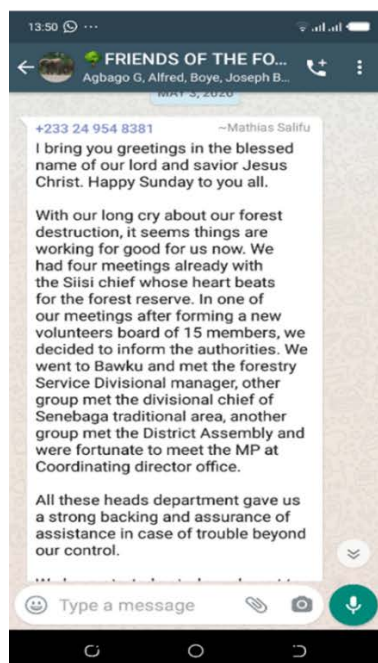 13:50
FRIENDS OF THE FO...
Agbago G, Alfred, Boye, Joseph B...
MAY 3, 2020
+233 24 954 8381 ~Mathias Salifu
I bring you greetings in the blessed
name of our lord and savior Jesus
Christ. Happy Sunday to you all.
With our long cry about our forest
destruction, it seems things are
working for good for us now. We
had four meetings already with
the Siisi chief whose heart beats
for the forest reserve. In one of
our meetings after forming a new
volunteers board of 15 members, we
decided to inform the authorities. We
went to Bawku and met the forestry
Service Divisional manager, other
group met the divisional chief of
Senebaga traditional area, another
group met the District Assembly and
were fortunate to meet the MP at
Coordinating director office.
All these heads department gave us
a strong backing and assurance of
assistance in case of trouble beyond
our control.
Type a message